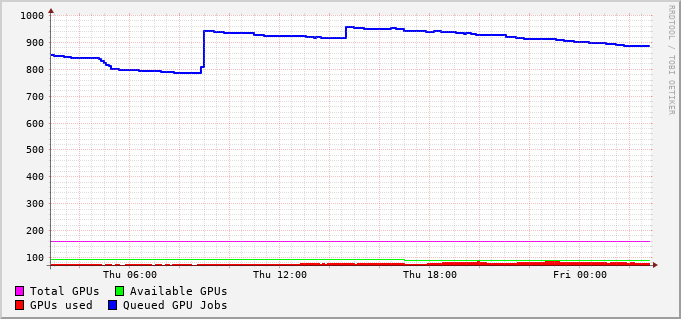 1000
900
800
700
600
500
400
300
200
100
Thu 06:00 Thu 12:00 Thu 18:00 Fri 00:00
Total GPUs Available GPUs
GPUs used Queued GPU Jobs
RRDTOOL / TOBI OETIKER